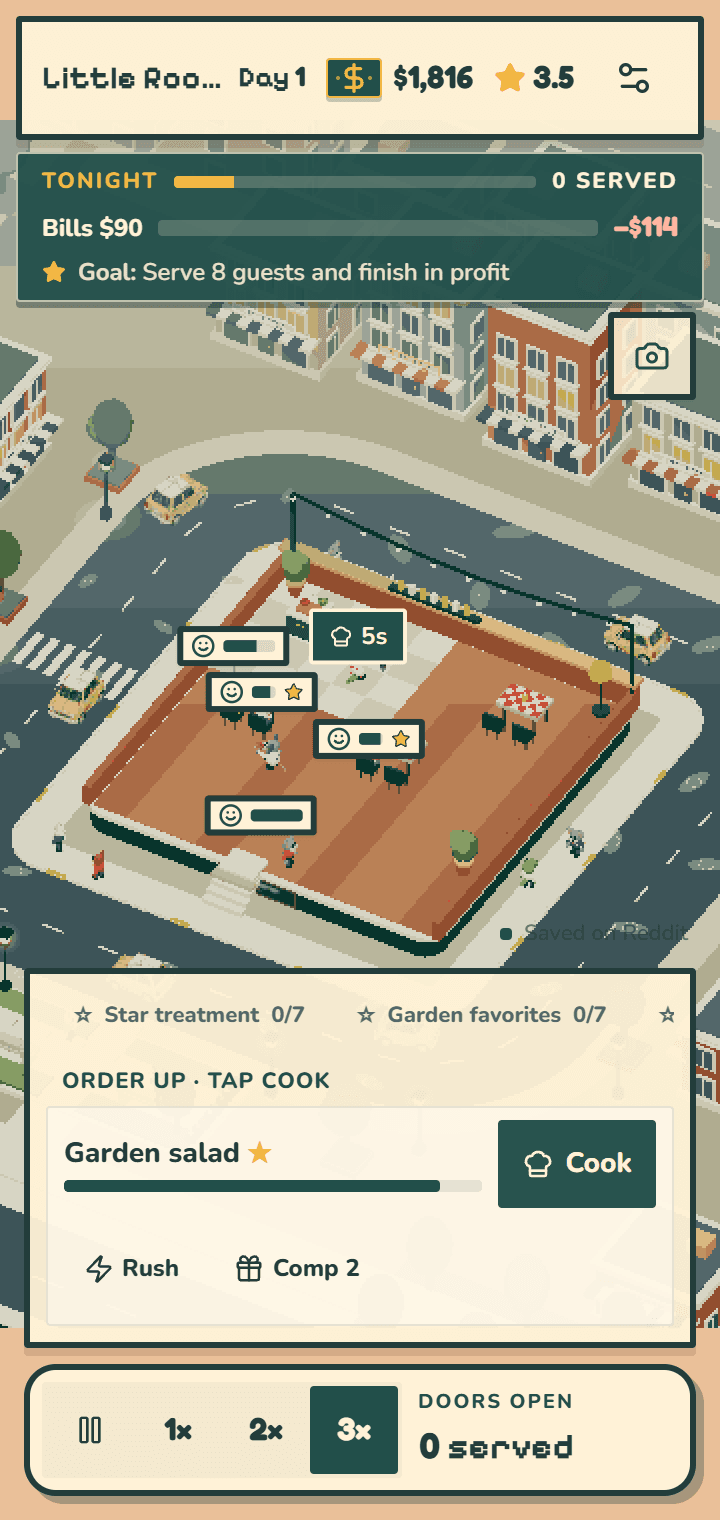 Little Roo... Day 1 $1,816 3.5
TONIGHT 0 SERVED
Bills $90 –$114
Goal: Serve 8 guests and finish in profit
5s
Saved on Reddit
Star treatment 0/7 Garden favorites 0/7
ORDER UP · TAP COOK
Garden salad Cook
Rush Comp 2
DOORS OPEN
1x 2x 3x 0 served